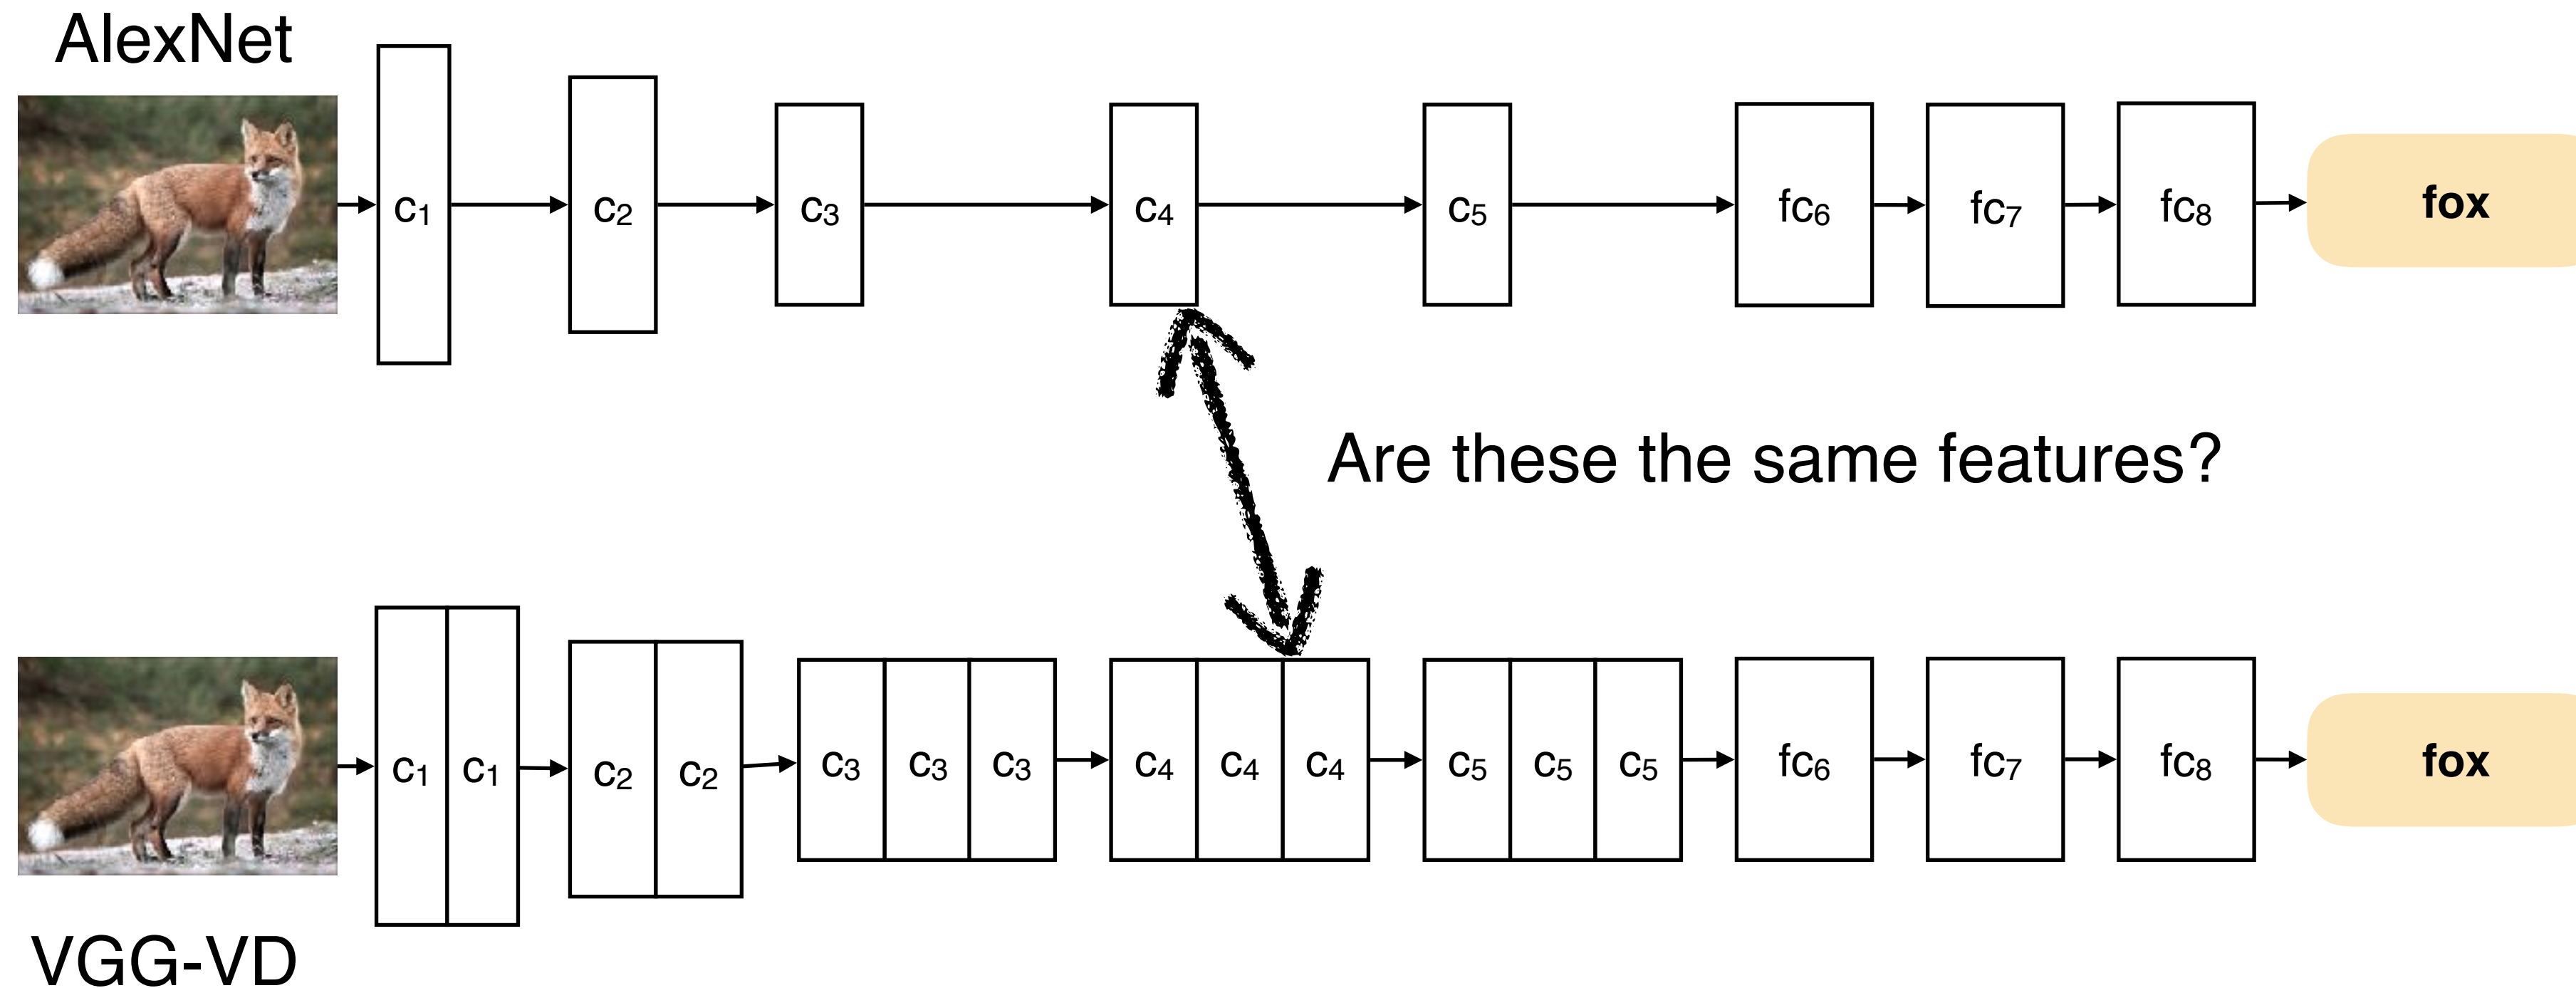 AlexNet
c₁ c₂ c₃ c₄ c₅ fc₆ fc₇ fc₈ fox
Are these the same features?
c₁ c₁ c₂ c₂ c₃ c₃ c₃ c₄ c₄ c₄ c₅ c₅ c₅ fc₆ fc₇ fc₈ fox
VGG-VD